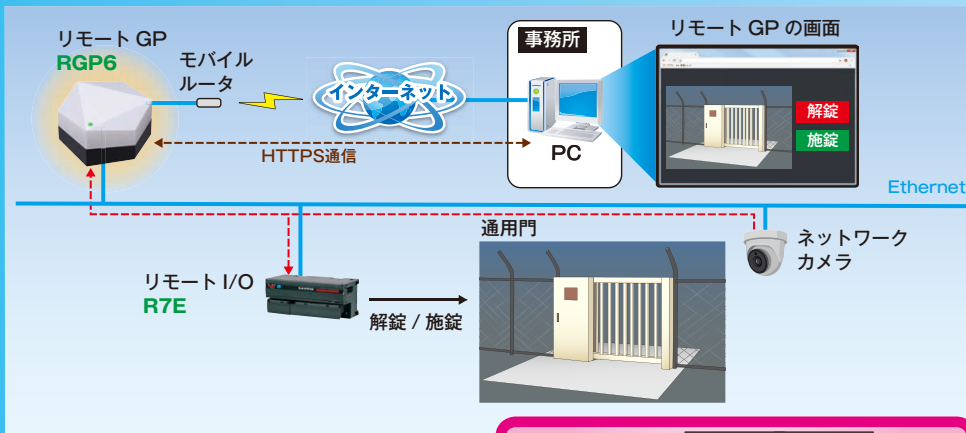 リモート GP
RGP6
モバイル
ルータ
インターネット
事務所
PC
リモート GP の画面
解錠
施錠
HTTPS通信
Ethernet
リモート I/O
R7E
解錠 / 施錠
通用門
ネットワーク
カメラ